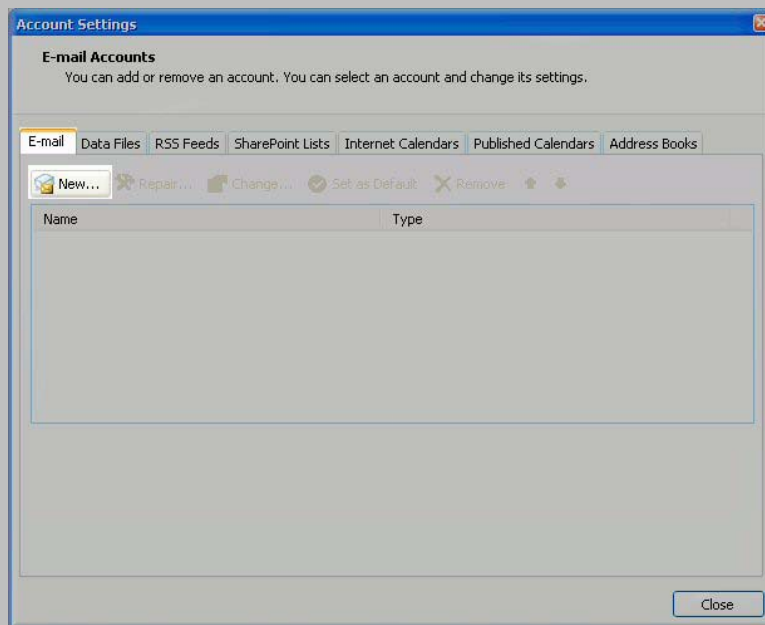 Account Settings
E-mail Accounts
You can add or remove an account. You can select an account and change its settings.
E-mail Data Files RSS Feeds SharePoint Lists Internet Calendars Published Calendars Address Books
New... Repair... Change... Set as Default Remove
Name Type
Close